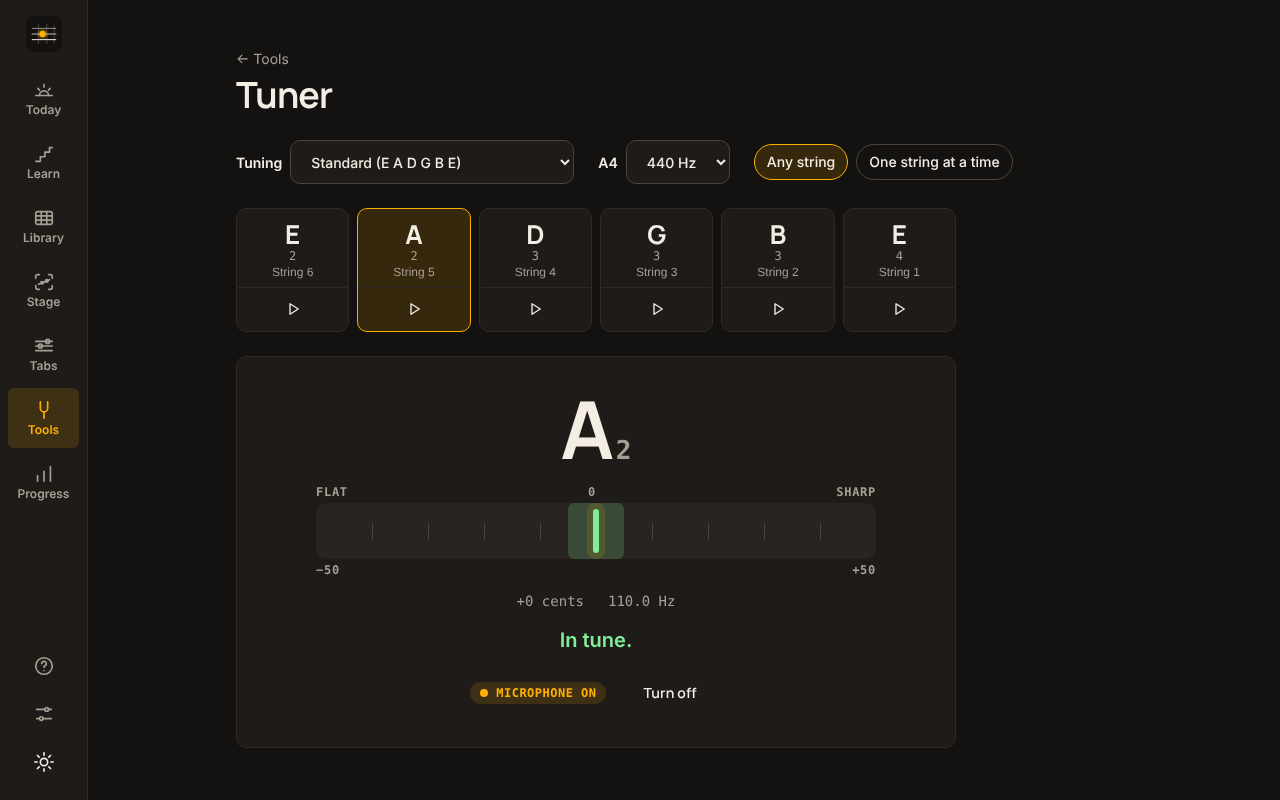 Today
Learn
Library
Stage
Tabs
Tools
Progress
← Tools
Tuner
Tuning Standard (E A D G B E) A4 440 Hz Any string One string at a time
E A D G B E
2 2 3 3 3 4
String 6 String 5 String 4 String 3 String 2 String 1
A2
FLAT 0 SHARP
−50 +50
+0 cents 110.0 Hz
In tune.
MICROPHONE ON Turn off